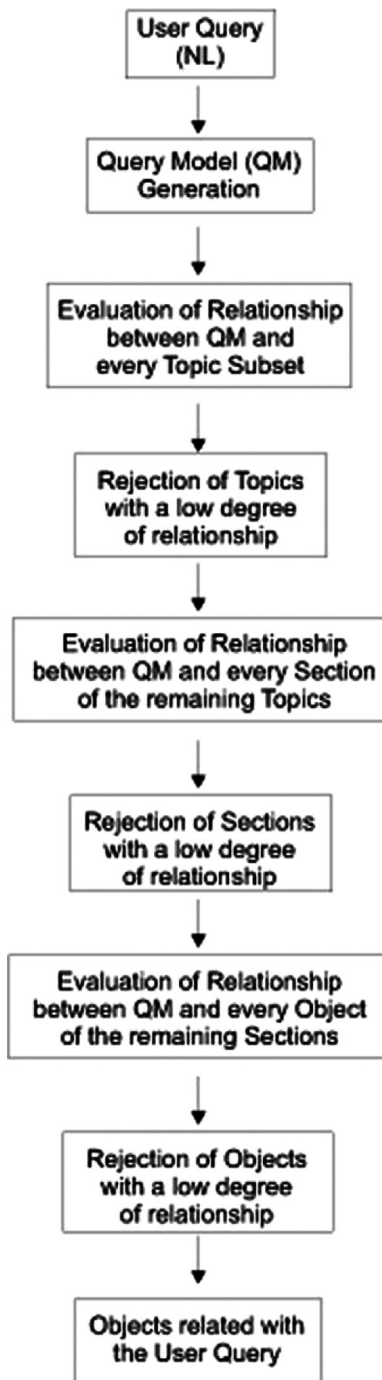 User Query
(NL)
Query Model (QM)
Generation
Evaluation of Relationship
between QM and
every Topic Subset
Rejection of Topics
with a low degree
of relationship
Evaluation of Relationship
between QM and every Section
of the remaining Topics
Rejection of Sections
with a low degree
of relationship
Evaluation of Relationship
between QM and every Object
of the remaining Sections
Rejection of Objects
with a low degree
of relationship
Objects related with
the User Query